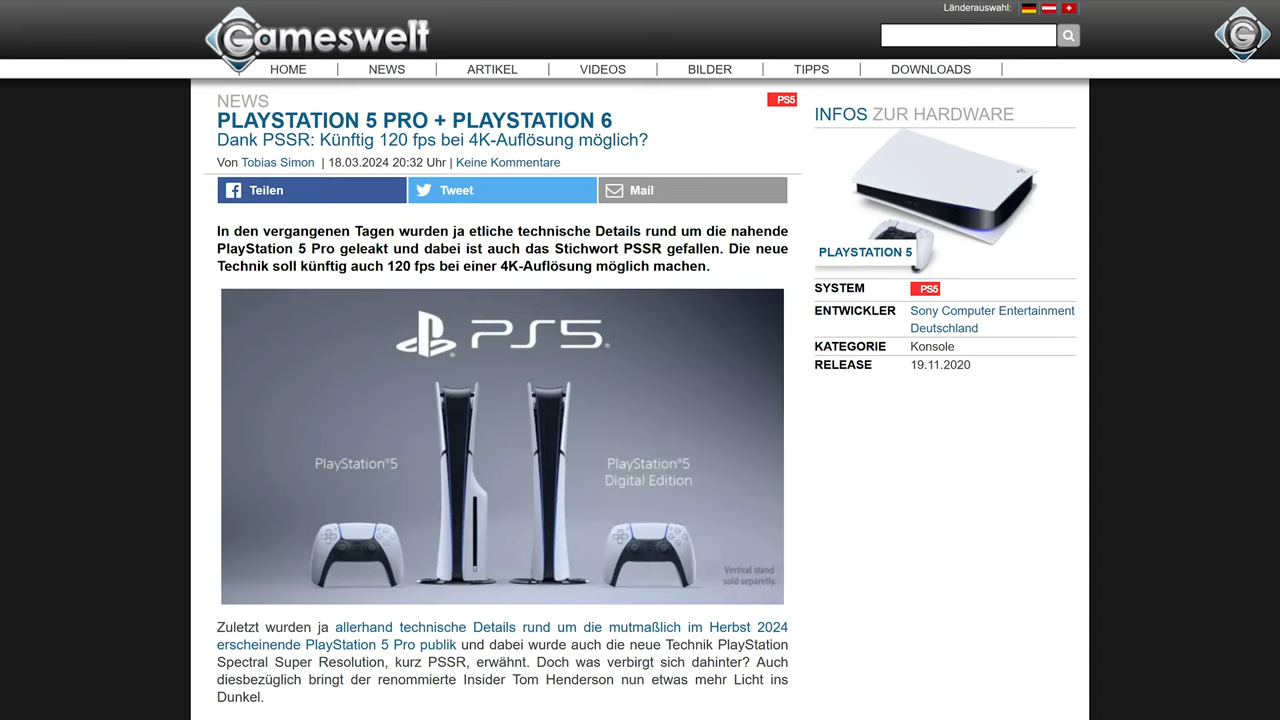 Länderauswahl:
Gameswelt
HOME
NEWS
ARTIKEL
VIDEOS
BILDER
TIPPS
DOWNLOADS
NEWS
PS5
PLAYSTATION 5 PRO + PLAYSTATION 6
Dank PSSR: Künftig 120 fps bei 4K-Auflösung möglich?
Von Tobias Simon | 18.03.2024 20:32 Uhr | Keine Kommentare
Teilen
Tweet
Mail
In den vergangenen Tagen wurden ja etliche technische Details rund um die nahende
PlayStation 5 Pro geleakt und dabei ist auch das Stichwort PSSR gefallen. Die neue
Technik soll künftig auch 120 fps bei einer 4K-Auflösung möglich machen.
PS5
PlayStation®5
PlayStation®5
Digital Edition
Vertical stand
sold separetly.
Zuletzt wurden ja allerhand technische Details rund um die mutmaßlich im Herbst 2024
erscheinende PlayStation 5 Pro publik und dabei wurde auch die neue Technik PlayStation
Spectral Super Resolution, kurz PSSR, erwähnt. Doch was verbirgt sich dahinter? Auch
diesbezüglich bringt der renommierte Insider Tom Henderson nun etwas mehr Licht ins
Dunkel.
INFOS ZUR HARDWARE
PLAYSTATION 5
SYSTEM PS5
ENTWICKLER Sony Computer Entertainment
Deutschland
KATEGORIE Konsole
RELEASE 19.11.2020